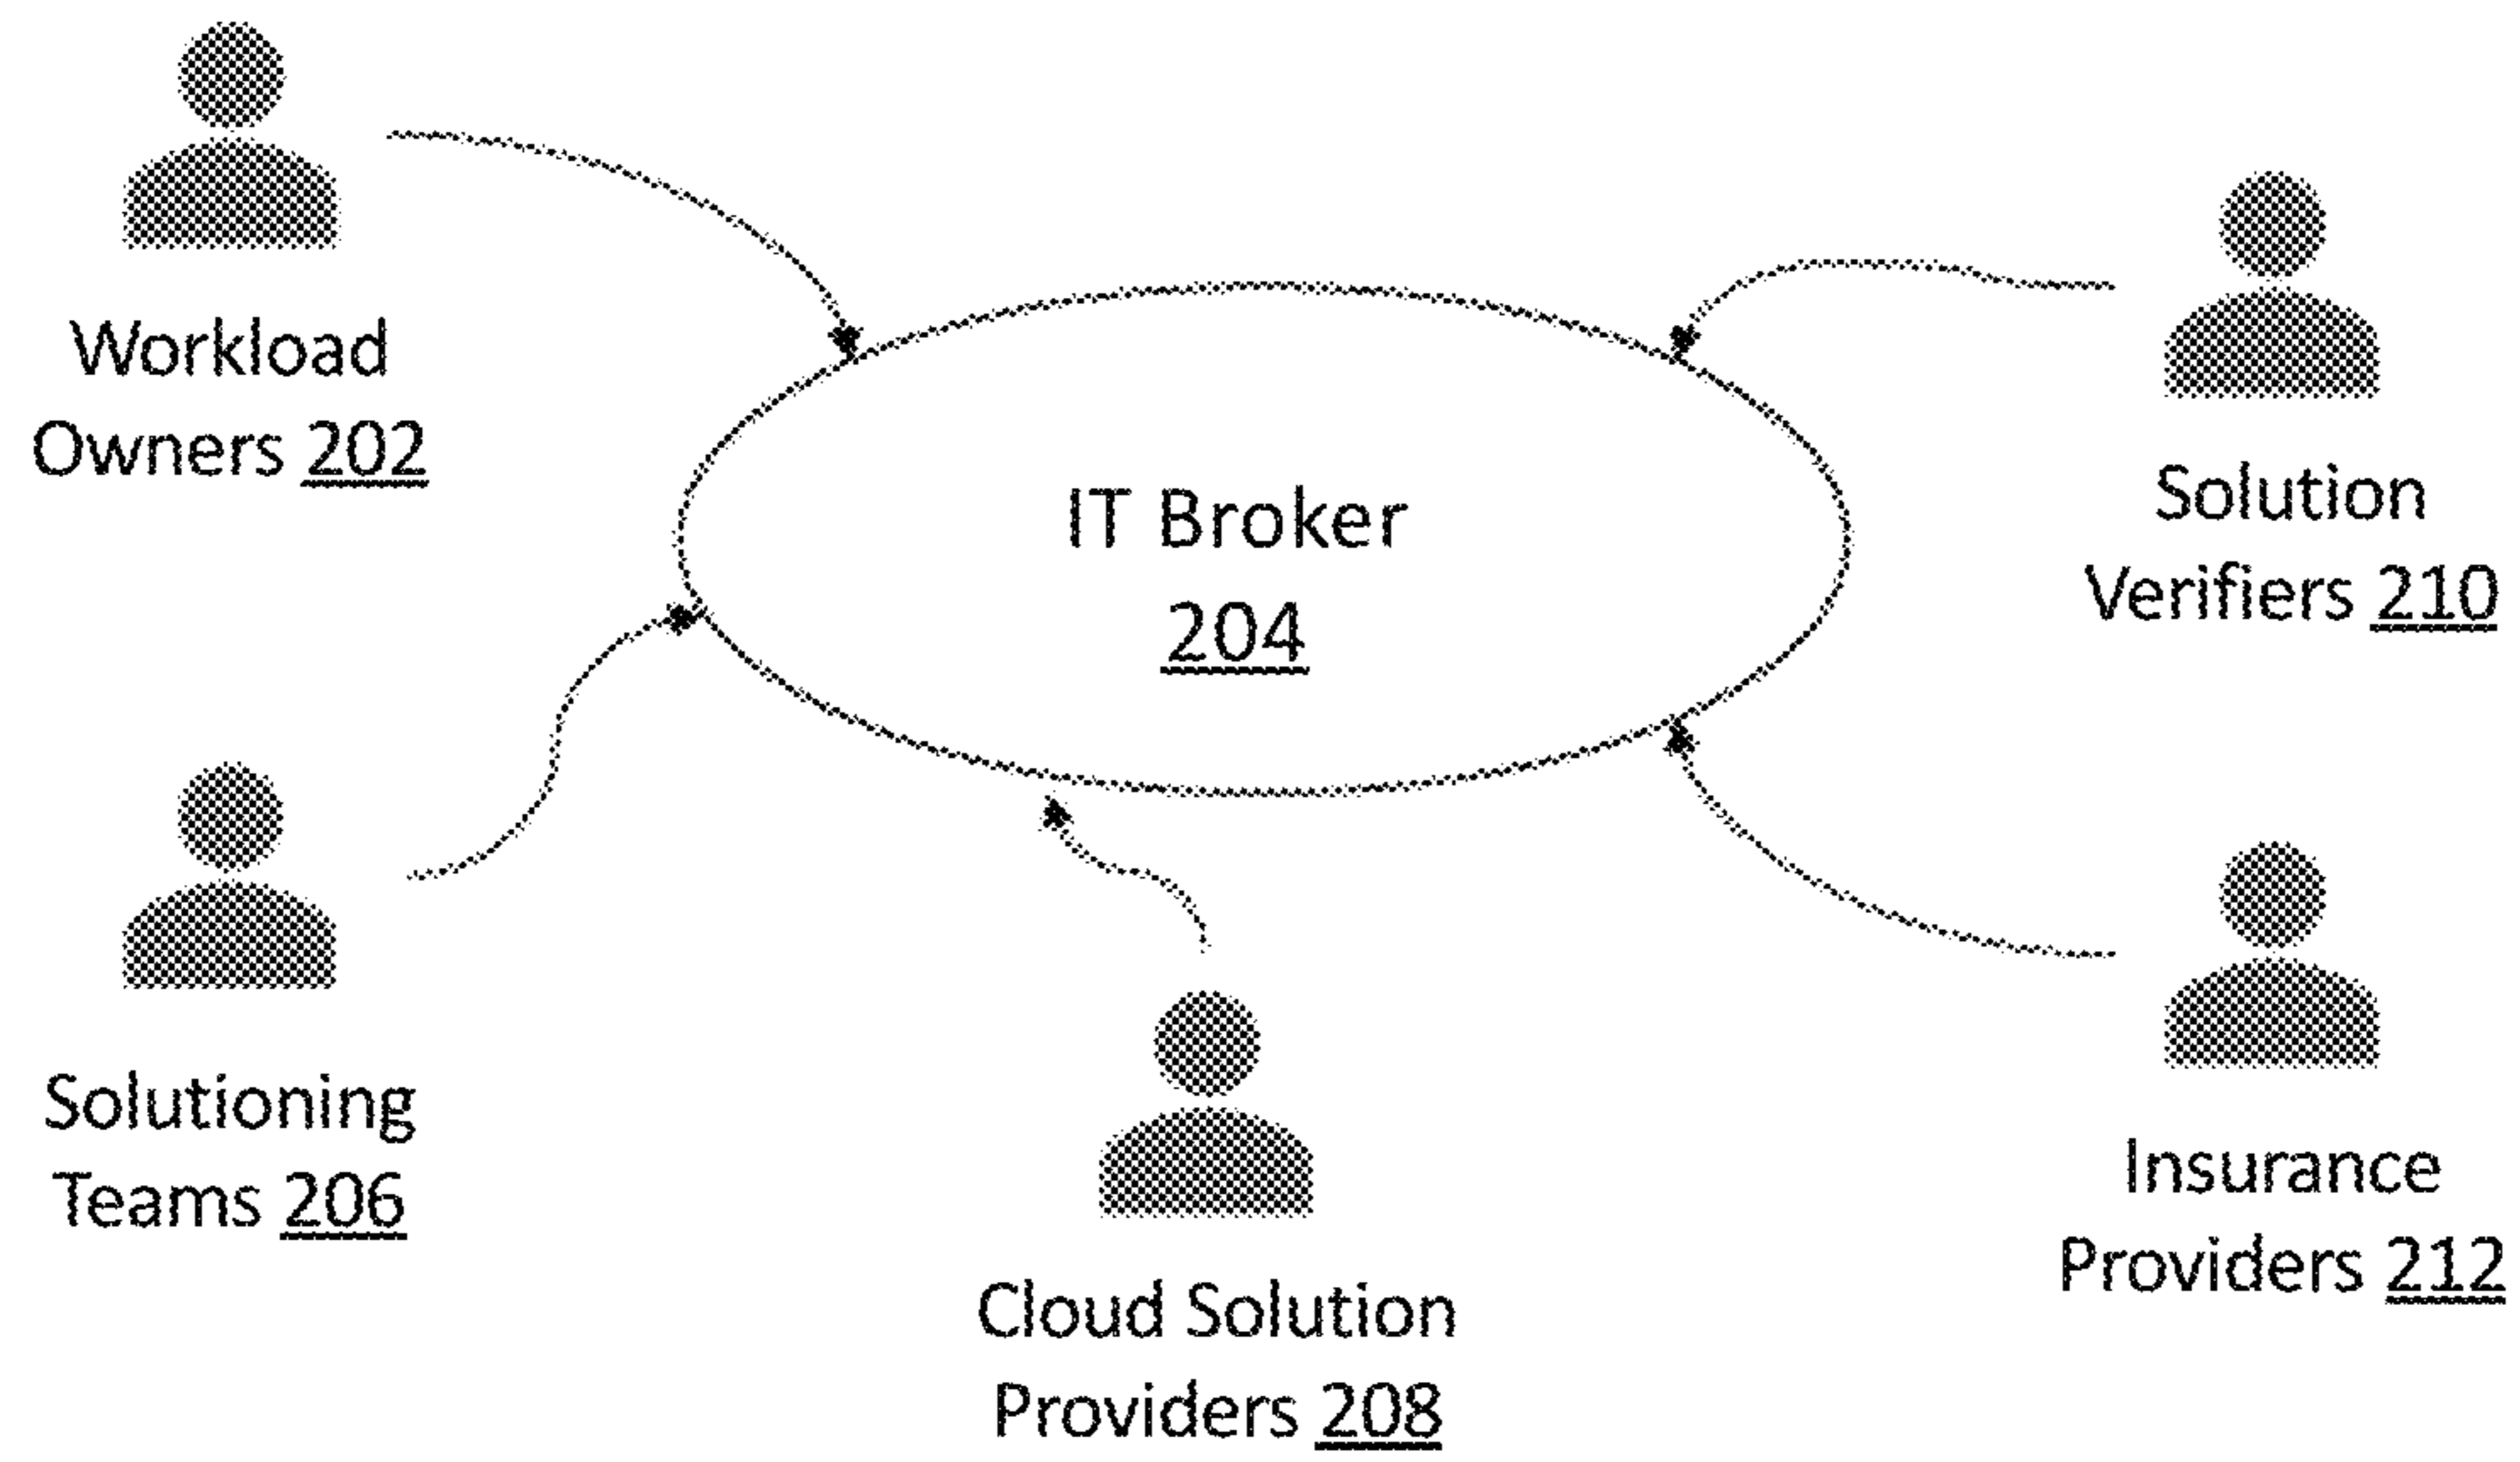 Workload
Owners 202
IT Broker
204
Solution
Verifiers 210
Solutioning
Teams 206
Cloud Solution
Providers 208
Insurance
Providers 212